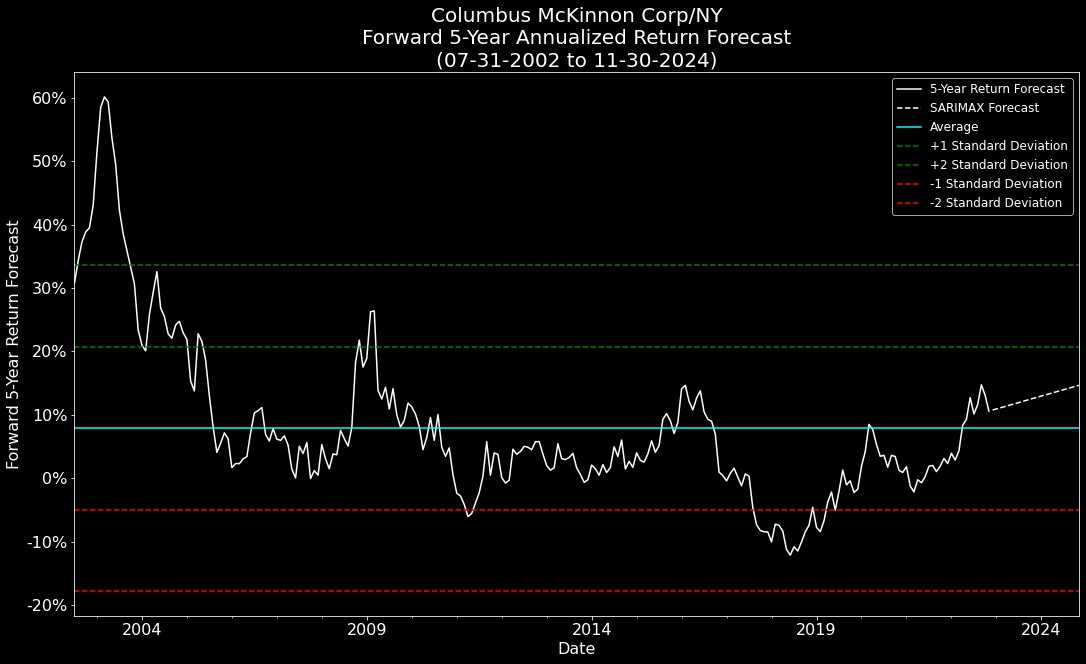 Columbus McKinnon Corp/NY
Forward 5-Year Annualized Return Forecast
(07-31-2002 to 11-30-2024)
5-Year Return Forecast
SARIMAX Forecast
Average
+1 Standard Deviation
+2 Standard Deviation
-1 Standard Deviation
-2 Standard Deviation
Forward 5-Year Return Forecast
60%
50%
40%
30%
20%
10%
0%
-10%
-20%
2004
2009
2014
2019
2024
Date